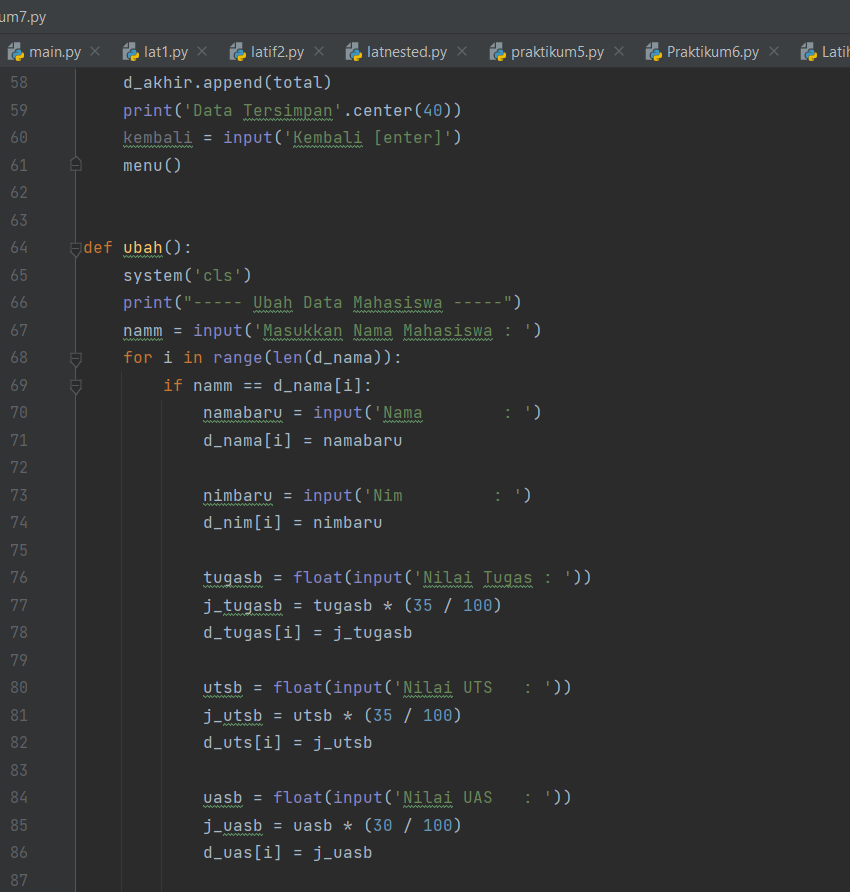 um7.py
main.py lat1.py latif2.py latnested.py praktikum5.py Praktikum6.py Latih
58 d_akhir.append(total)
59 print('Data Tersimpan'.center(40))
60 kembali = input('Kembali [enter]')
61 menu()
62
63
64 def ubah():
65 system('cls')
66 print("----- Ubah Data Mahasiswa -----")
67 namm = input('Masukkan Nama Mahasiswa : ')
68 for i in range(len(d_nama)):
69 if namm == d_nama[i]:
70 namabaru = input('Nama        : ')
71 d_nama[i] = namabaru
72
73 nimbaru = input('Nim         : ')
74 d_nim[i] = nimbaru
75
76 tugasb = float(input('Nilai Tugas : '))
77 j_tugasb = tugasb * (35 / 100)
78 d_tugas[i] = j_tugasb
79
80 utsb = float(input('Nilai UTS   : '))
81 j_utsb = utsb * (35 / 100)
82 d_uts[i] = j_utsb
83
84 uasb = float(input('Nilai UAS   : '))
85 j_uasb = uasb * (30 / 100)
86 d_uas[i] = j_uasb
87